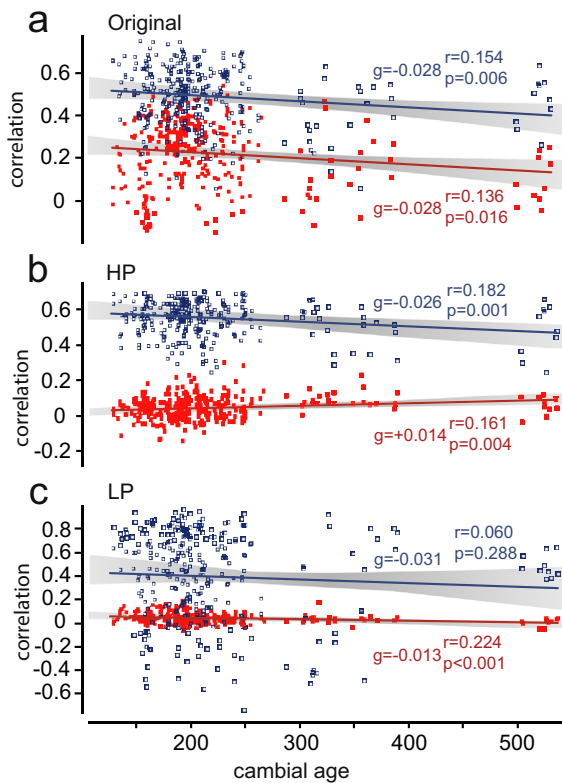 a Original
0.6
0.4
0.2
0
correlation
g=-0.028
r=0.154
p=0.006
g=-0.028
r=0.136
p=0.016
b HP
0.6
0.4
0.2
0
-0.2
correlation
g=-0.026
r=0.182
p=0.001
g=+0.014
r=0.161
p=0.004
c LP
0.8
0.6
0.4
0.2
0
-0.2
-0.4
-0.6
correlation
g=-0.031
r=0.060
p=0.288
g=-0.013
r=0.224
p<0.001
200 300 400 500
cambial age